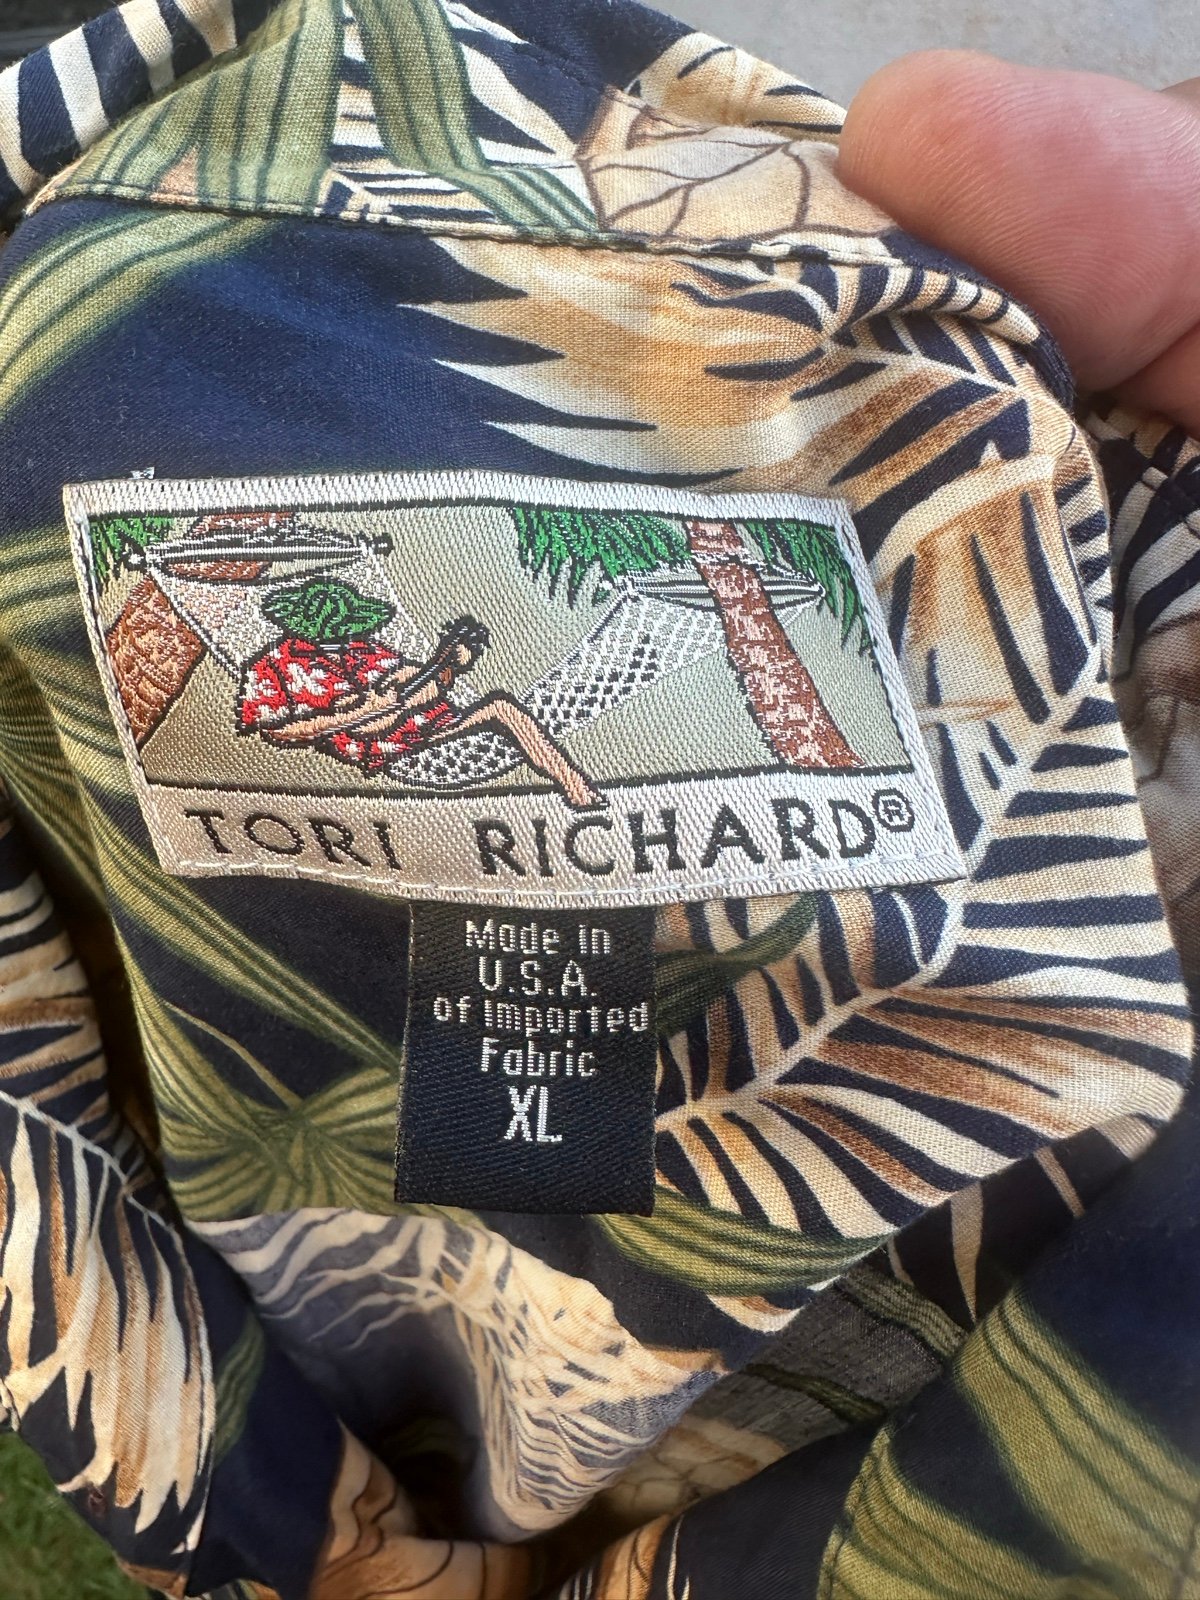 TORI RICHARD®
Made in
U.S.A.
of Imported
Fabric
XL